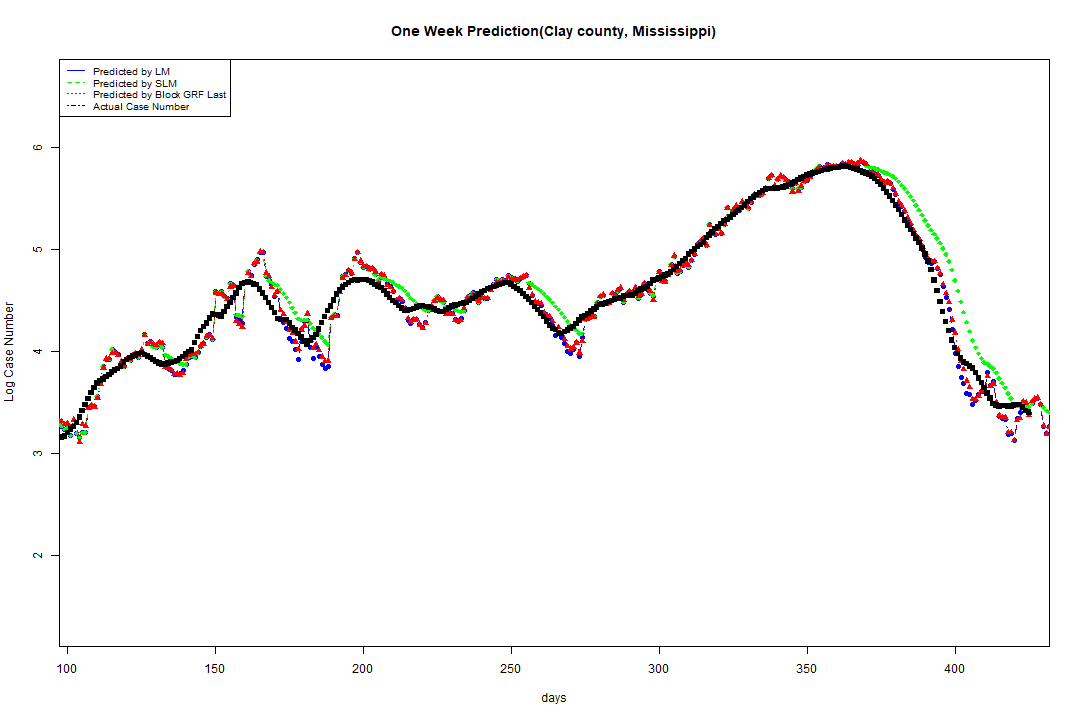 One Week Prediction(Clay county, Mississippi)
Predicted by LM
Predicted by SLM
Predicted by Block GRF Last
Actual Case Number
Log Case Number
6
5
4
3
2
100 150 200 250 300 350 400
days